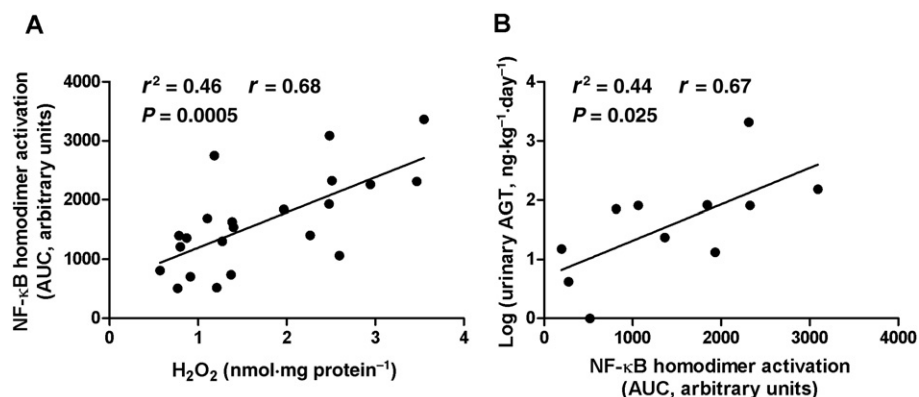 A
r² = 0.46 r = 0.68
P = 0.0005
NF-κB homodimer activation
(AUC, arbitrary units)
4000
3000
2000
1000
0
0 1 2 3 4
H₂O₂ (nmol·mg protein⁻¹)
B
r² = 0.44 r = 0.67
P = 0.025
Log (urinary AGT, ng·kg⁻¹·day⁻¹)
4
3
2
1
0
0 1000 2000 3000 4000
NF-κB homodimer activation
(AUC, arbitrary units)